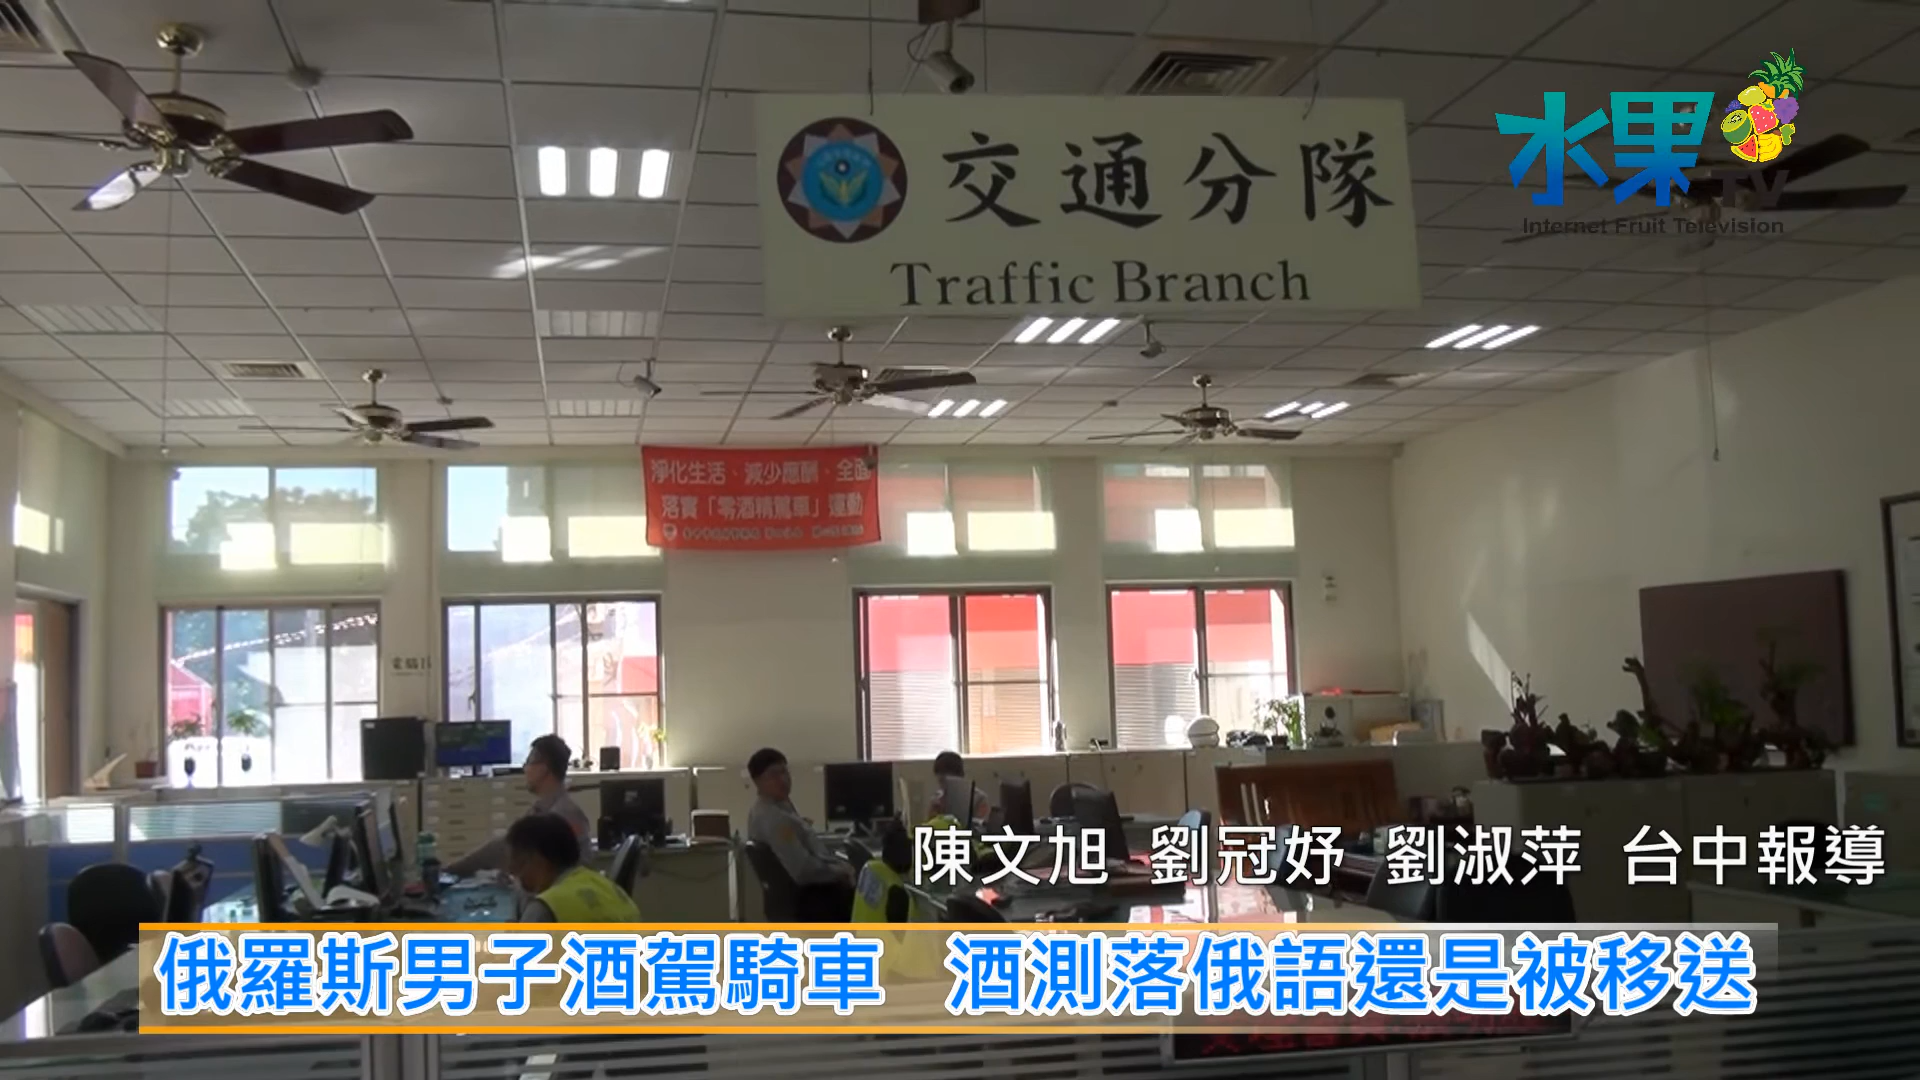 水果TV
Internet Fruit Television
交通分隊
Traffic Branch
淨化生活、減少應酬、全面
落實「零酒精駕車」運動
陳文旭 劉冠妤 劉淑萍 台中報導
俄羅斯男子酒駕騎車 酒測落俄語還是被移送